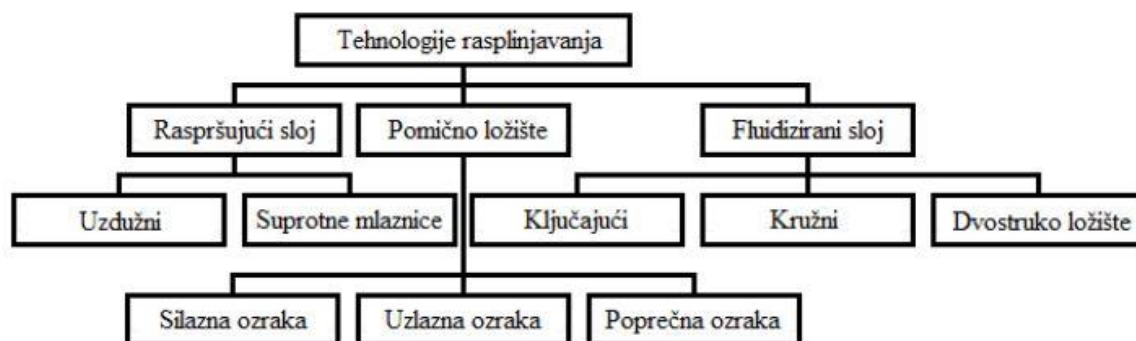 Tehnologije rasplinjavanja
Raspršujući sloj
Pomično ložište
Fluidizirani sloj
Uzdužni
Suprotne mlaznice
Ključajući
Kružni
Dvostruko ložište
Silazna ozraka
Uzlazna ozraka
Poprečna ozraka